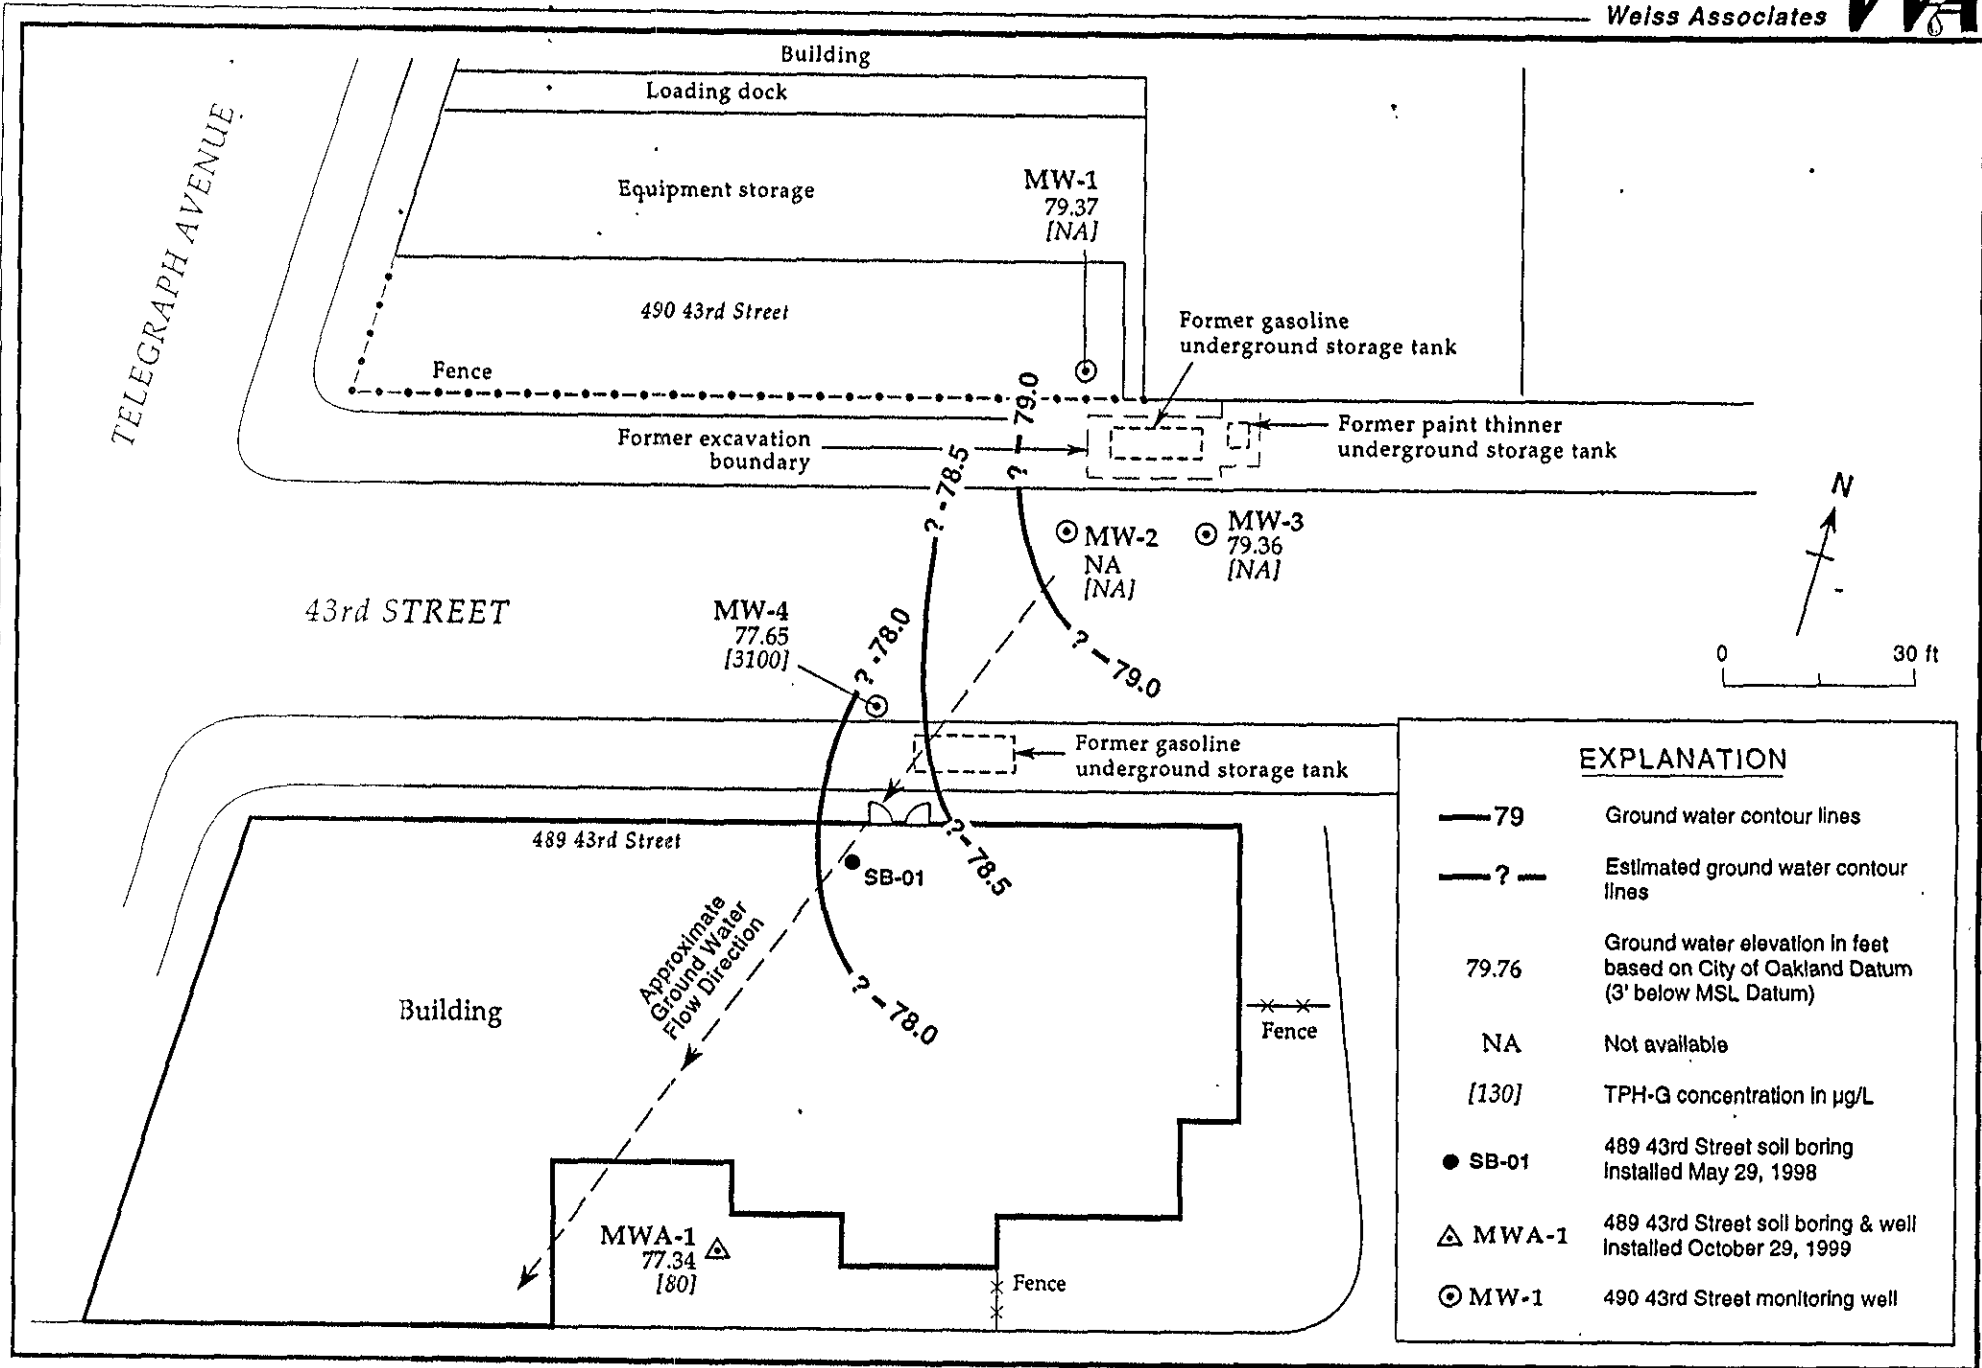 Weiss Associates
WA
Building
Loading dock
Equipment storage
MW-1
79.37
[NA]
TELEGRAPH AVENUE
490 43rd Street
Former gasoline
underground storage tank
Fence
79.0
Former excavation
boundary
Former paint thinner
underground storage tank
78.5
?
?
N
MW-2
NA
[NA]
MW-3
79.36
[NA]
43rd STREET
MW-4
77.65
[3100]
? - 78.0
? - 79.0
0 30 ft
Former gasoline
underground storage tank
489 43rd Street
SB-01
? - 78.5
Approximate
Ground Water
Flow Direction
? - 78.0
Building
Fence
MWA-1
77.34
[80]
Fence
EXPLANATION
79 Ground water contour lines
? Estimated ground water contour
lines
79.76
Ground water elevation in feet
based on City of Oakland Datum
(3' below MSL Datum)
NA Not available
[130] TPH-G concentration in µg/L
SB-01
489 43rd Street soil boring
installed May 29, 1998
MWA-1
489 43rd Street soil boring & well
installed October 29, 1999
MW-1 490 43rd Street monitoring well